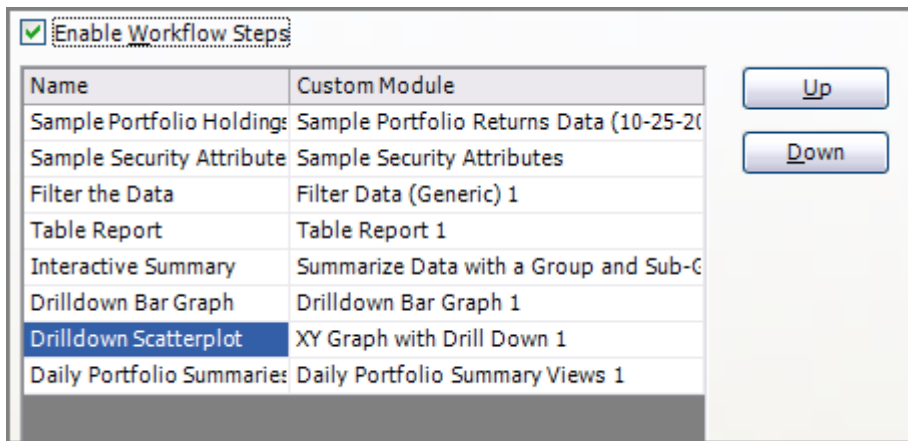 Enable Workflow Steps
Name Custom Module Up
Sample Portfolio Holdings Sample Portfolio Returns Data (10-25-20
Sample Security Attribute Sample Security Attributes Down
Filter the Data Filter Data (Generic) 1
Table Report Table Report 1
Interactive Summary Summarize Data with a Group and Sub-G
Drilldown Bar Graph Drilldown Bar Graph 1
Drilldown Scatterplot XY Graph with Drill Down 1
Daily Portfolio Summaries Daily Portfolio Summary Views 1